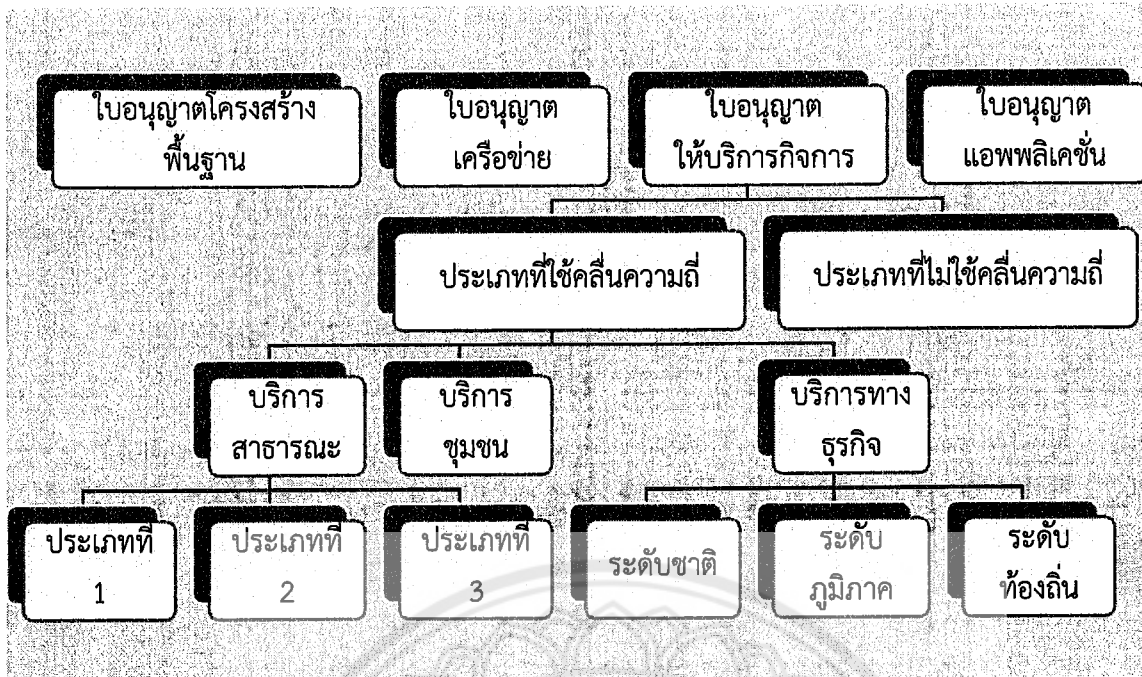 ใบอนุญาตโครงสร้าง
พื้นฐาน
ใบอนุญาต
เครือข่าย
ใบอนุญาต
ให้บริการกิจการ
ใบอนุญาต
แอพพลิเคชั่น
ประเภทที่ใช้คลื่นความถี่
ประเภทที่ไม่ใช้คลื่นความถี่
บริการ
สาธารณะ
บริการ
ชุมชน
บริการทาง
ธุรกิจ
ประเภทที่
1
ประเภทที่
2
ประเภทที่
3
ระดับชาติ
ระดับ
ภูมิภาค
ระดับ
ท้องถิ่น